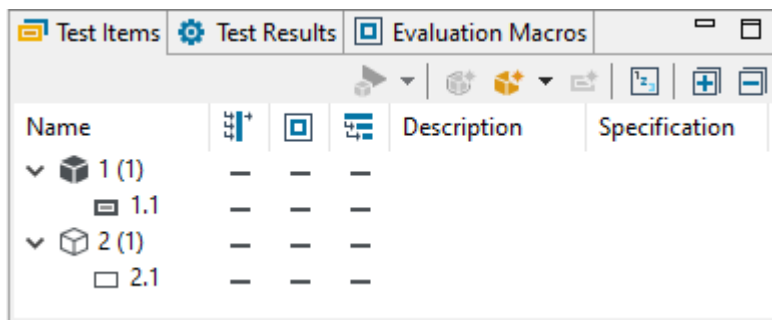 Test Items Test Results Evaluation Macros
Name Description Specification
1 (1)
1.1
2 (1)
2.1